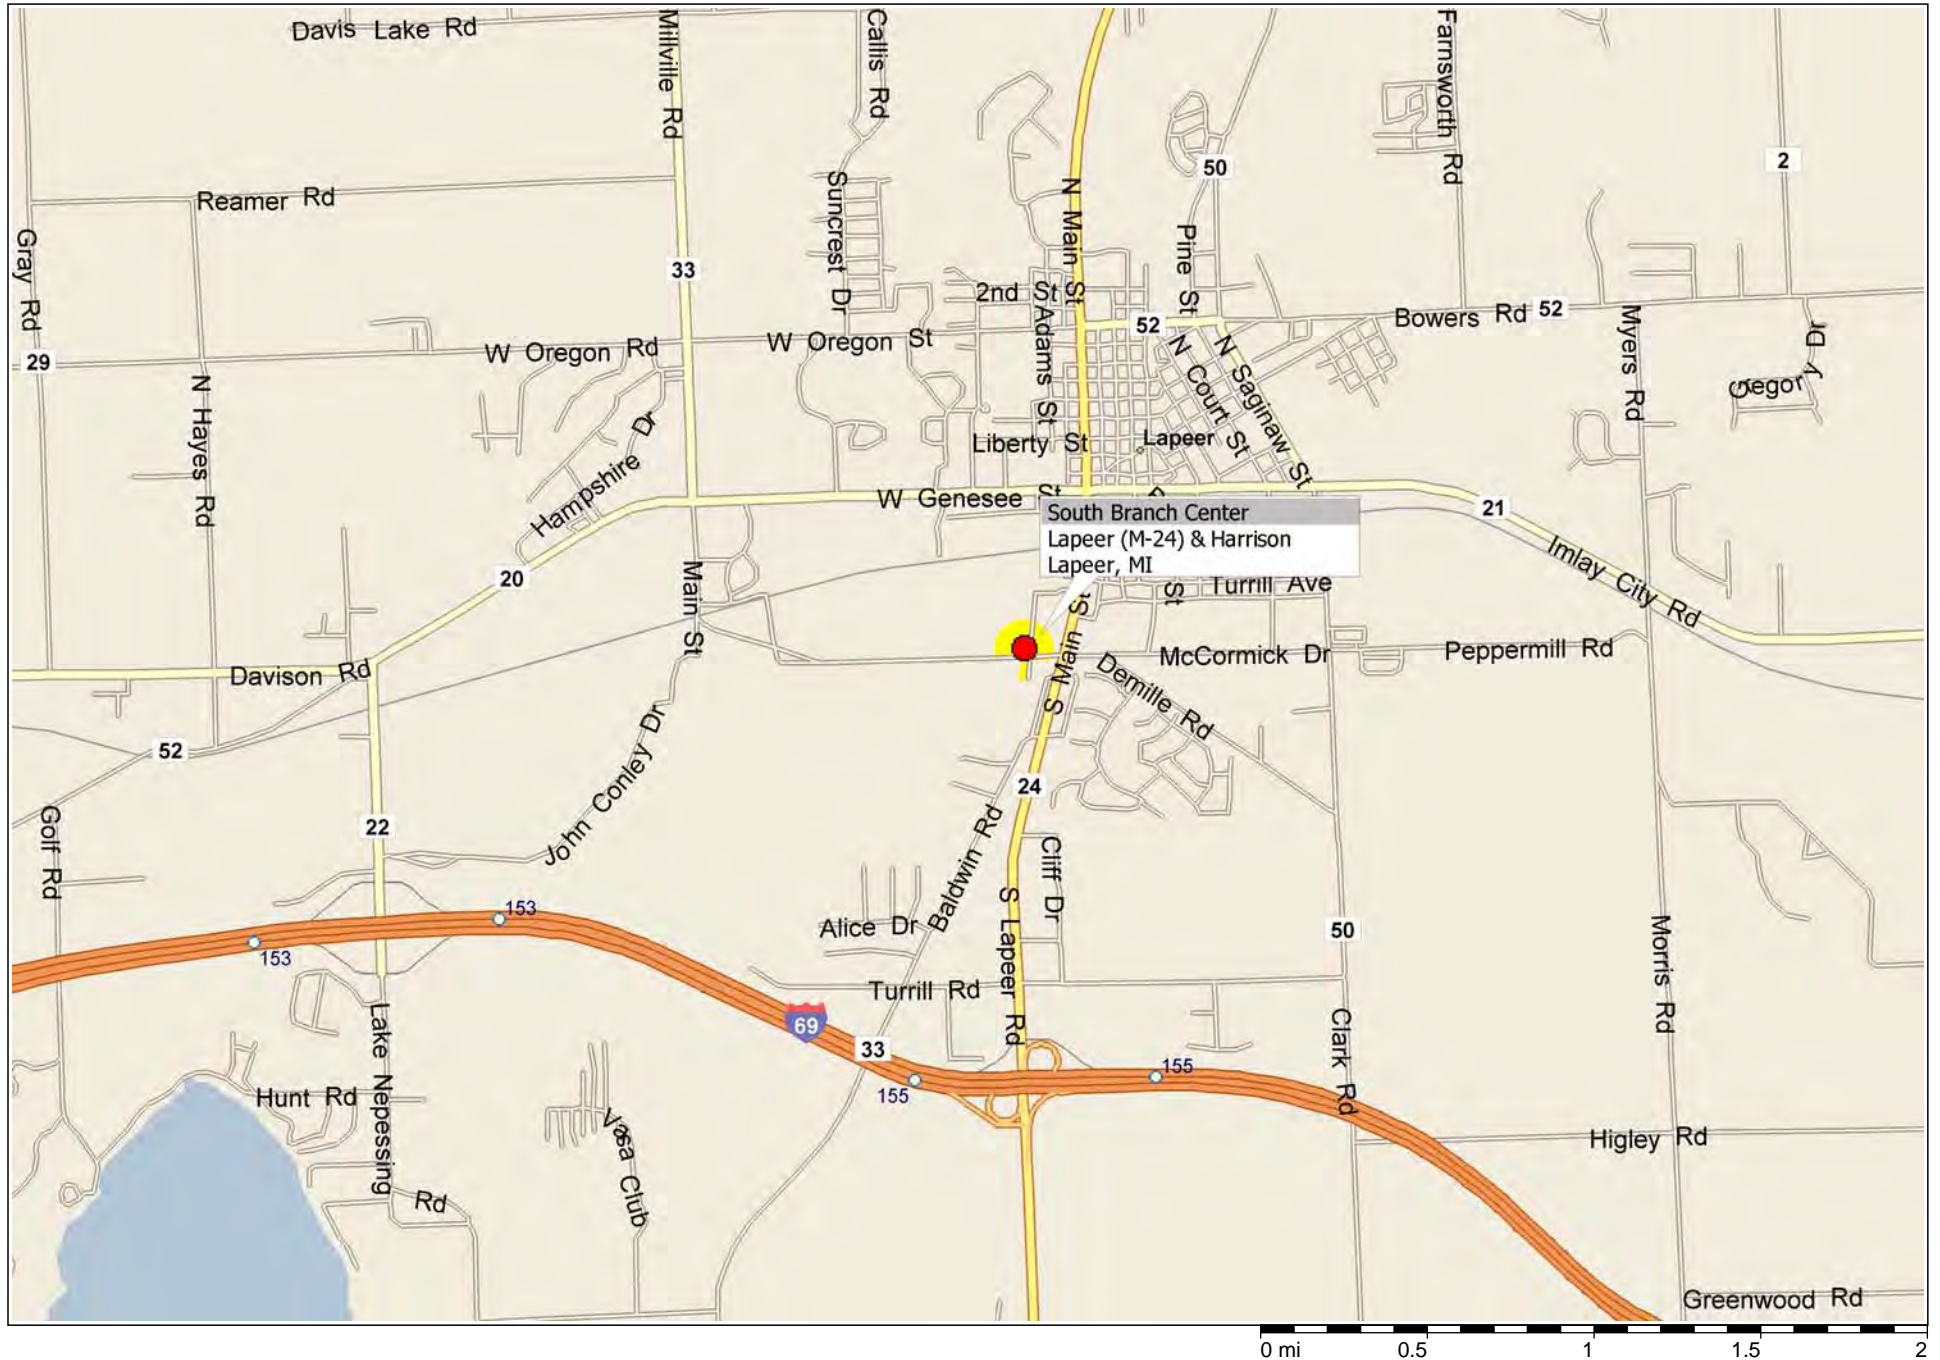 Davis Lake Rd
Millville Rd
Callis Rd
Farnsworth Rd
50
2
Reamer Rd
Suncrest Dr
N Main St
Pine St
Gray Rd
33
2nd St
52
Bowers Rd
52
29
W Oregon Rd
W Oregon St
S Adams St
N Court St
N Saginaw St
Myers Rd
Gegor y Dr
N Hayes Rd
Hampshire Dr
Liberty St
Lapeer
W Genesee St
21
Imlay City Rd
South Branch Center
Lapeer (M-24) & Harrison
Lapeer, MI
20
Main St
St
Turrill Ave
Davison Rd
S Main St
McCormick Dr
Peppermill Rd
Demille Rd
52
John Conley Dr
24
22
Golf Rd
Baldwin Rd
Cliff Dr
S Lapeer Rd
Alice Dr
153
153
50
Morris Rd
Turrill Rd
69
33
155
155
Clark Rd
Lake Nepessing Rd
Hunt Rd
Vasa Club
Higley Rd
Greenwood Rd
0 mi 0.5 1 1.5 2